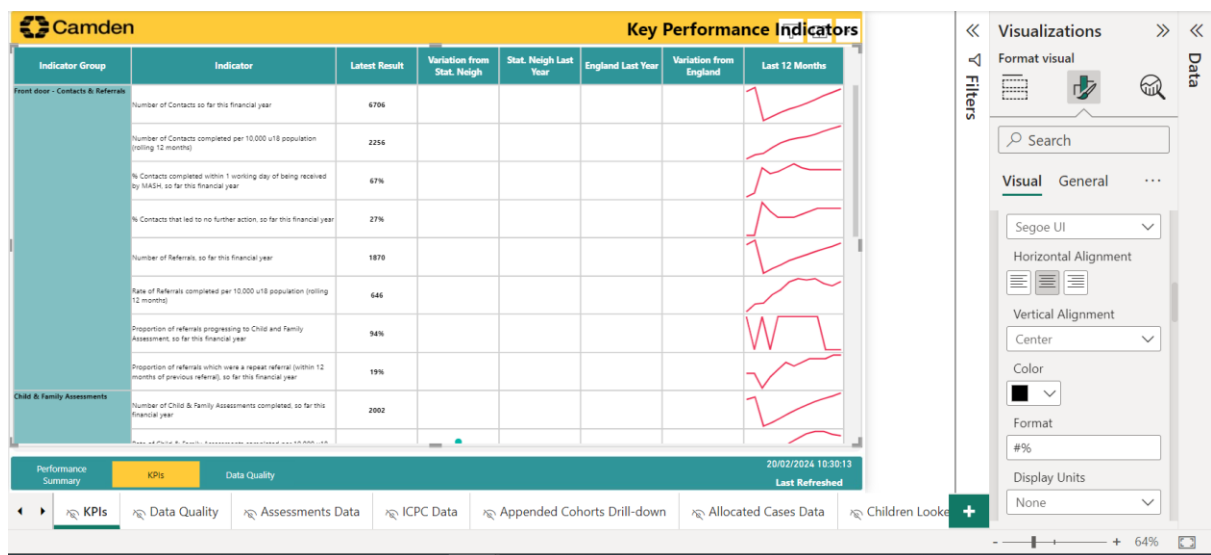 Camden
Key Performance Indicators
Indicator Group
Indicator
Latest Result
Variation from
Stat. Neigh
Stat. Neigh Last
Year
England Last Year
Variation from
England
Last 12 Months
Front door - Contacts & Referrals
Number of Contacts so far this financial year
6706
Number of Contacts completed per 10,000 u18 population
(rolling 12 months)
2256
% Contacts completed within 1 working day of being received
by MASH, so far this financial year
67%
% Contacts that led to no further action, so far this financial year
27%
Number of Referrals, so far this financial year
1870
Rate of Referrals completed per 10,000 u18 population (rolling
12 months)
646
Proportion of referrals progressing to Child and Family
Assessment, so far this financial year
94%
Proportion of referrals which were a repeat referral (within 12
months of previous referral), so far this financial year
19%
Child & Family Assessments
Number of Child & Family Assessments completed, so far this
financial year
2002
Rate of Child & Family Assessments completed per 10,000 u18
Performance
Summary
KPIs
Data Quality
20/02/2024 10:30:13
Last Refreshed
KPIs
Data Quality
Assessments Data
ICPC Data
Appended Cohorts Drill-down
Allocated Cases Data
Children Looke
64%
Filters
Visualizations
Format visual
Search
Visual
General
Segoe UI
Horizontal Alignment
Vertical Alignment
Center
Color
Format
#%
Display Units
None
Data